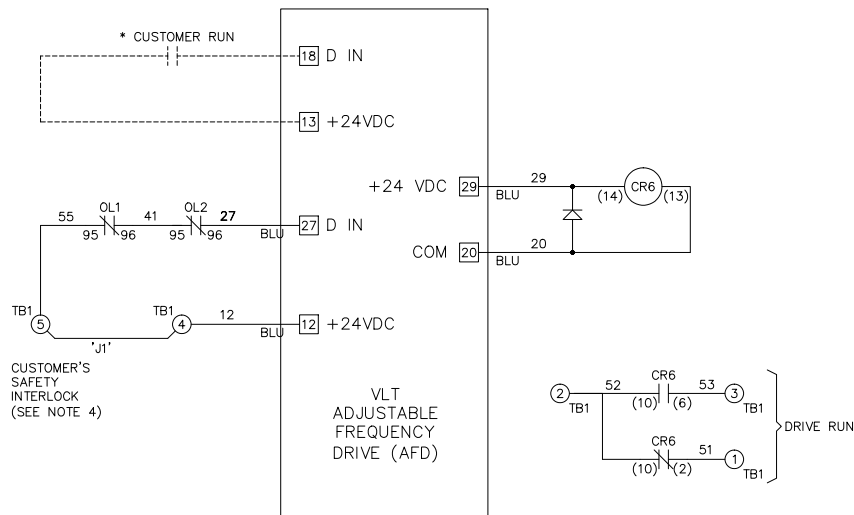 * CUSTOMER RUN
18 D IN
13 +24VDC
+24 VDC 29
29
BLU
(14) CR6 (13)
55 OL1 41 OL2 27
95 96 95 96
BLU
27 D IN
COM 20
20
BLU
TB1
5
TB1
4
12
BLU
12 +24VDC
'J1'
CUSTOMER'S
SAFETY
INTERLOCK
(SEE NOTE 4)
VLT
ADJUSTABLE
FREQUENCY
DRIVE (AFD)
2
TB1
52 CR6 53
(10) (6)
3
TB1
CR6 51
(10) (2)
1
TB1
DRIVE RUN